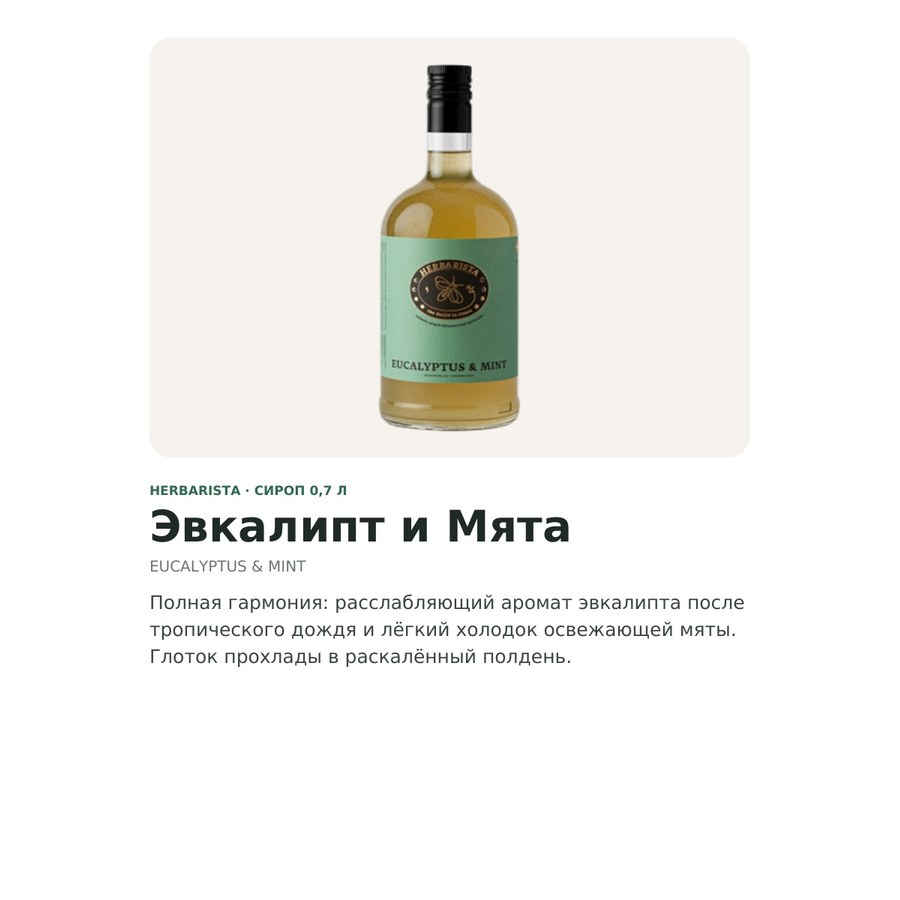 HERBARISTA
EUCALYPTUS & MINT
HERBARISTA · СИРОП 0,7 Л
Эвкалипт и Мята
EUCALYPTUS & MINT
Полная гармония: расслабляющий аромат эвкалипта после
тропического дождя и лёгкий холодок освежающей мяты.
Глоток прохлады в раскалённый полдень.